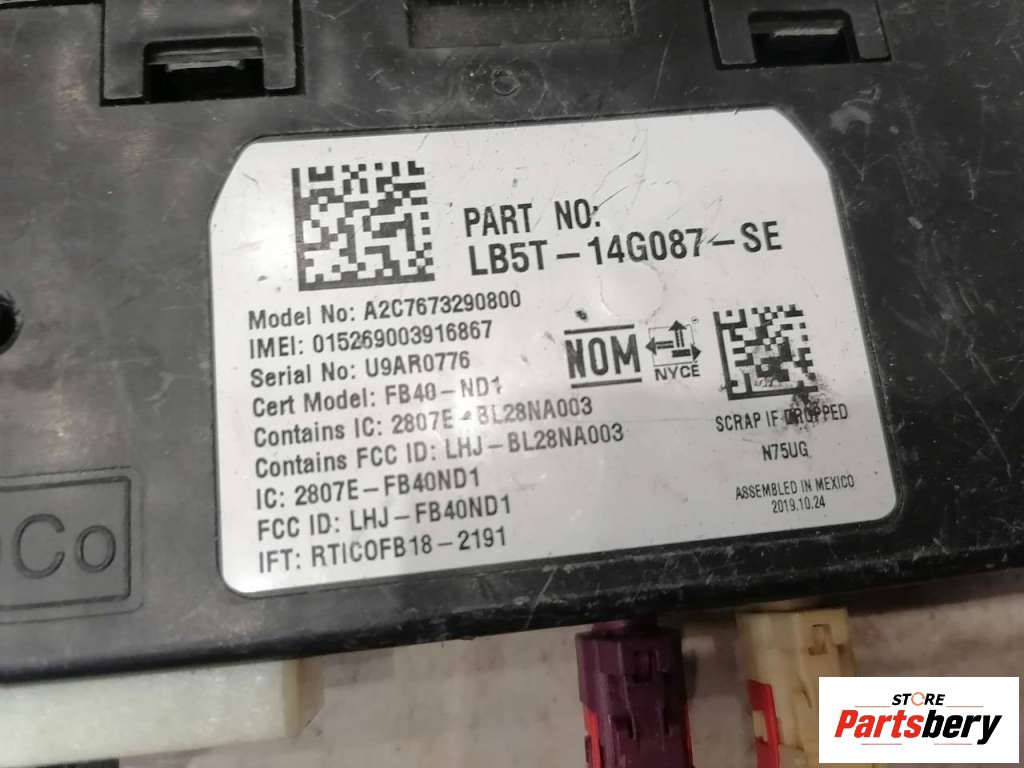 PART NO:
LB5T-14G087-SE
Model No: A2C7673290800
IMEI: 015269003916867
Serial No: U9AR0776
Cert Model: FB40-ND1
Contains IC: 2807E-BL28NA003
Contains FCC ID: LHJ-BL28NA003
IC: 2807E-FB40ND1
FCC ID: LHJ-FB40ND1
IFT: RTICOFB18-2191
NOM
NYCE
SCRAP IF DROPPED
N75UG
ASSEMBLED IN MEXICO
2019.10.24
Co
STORE
Partsbery